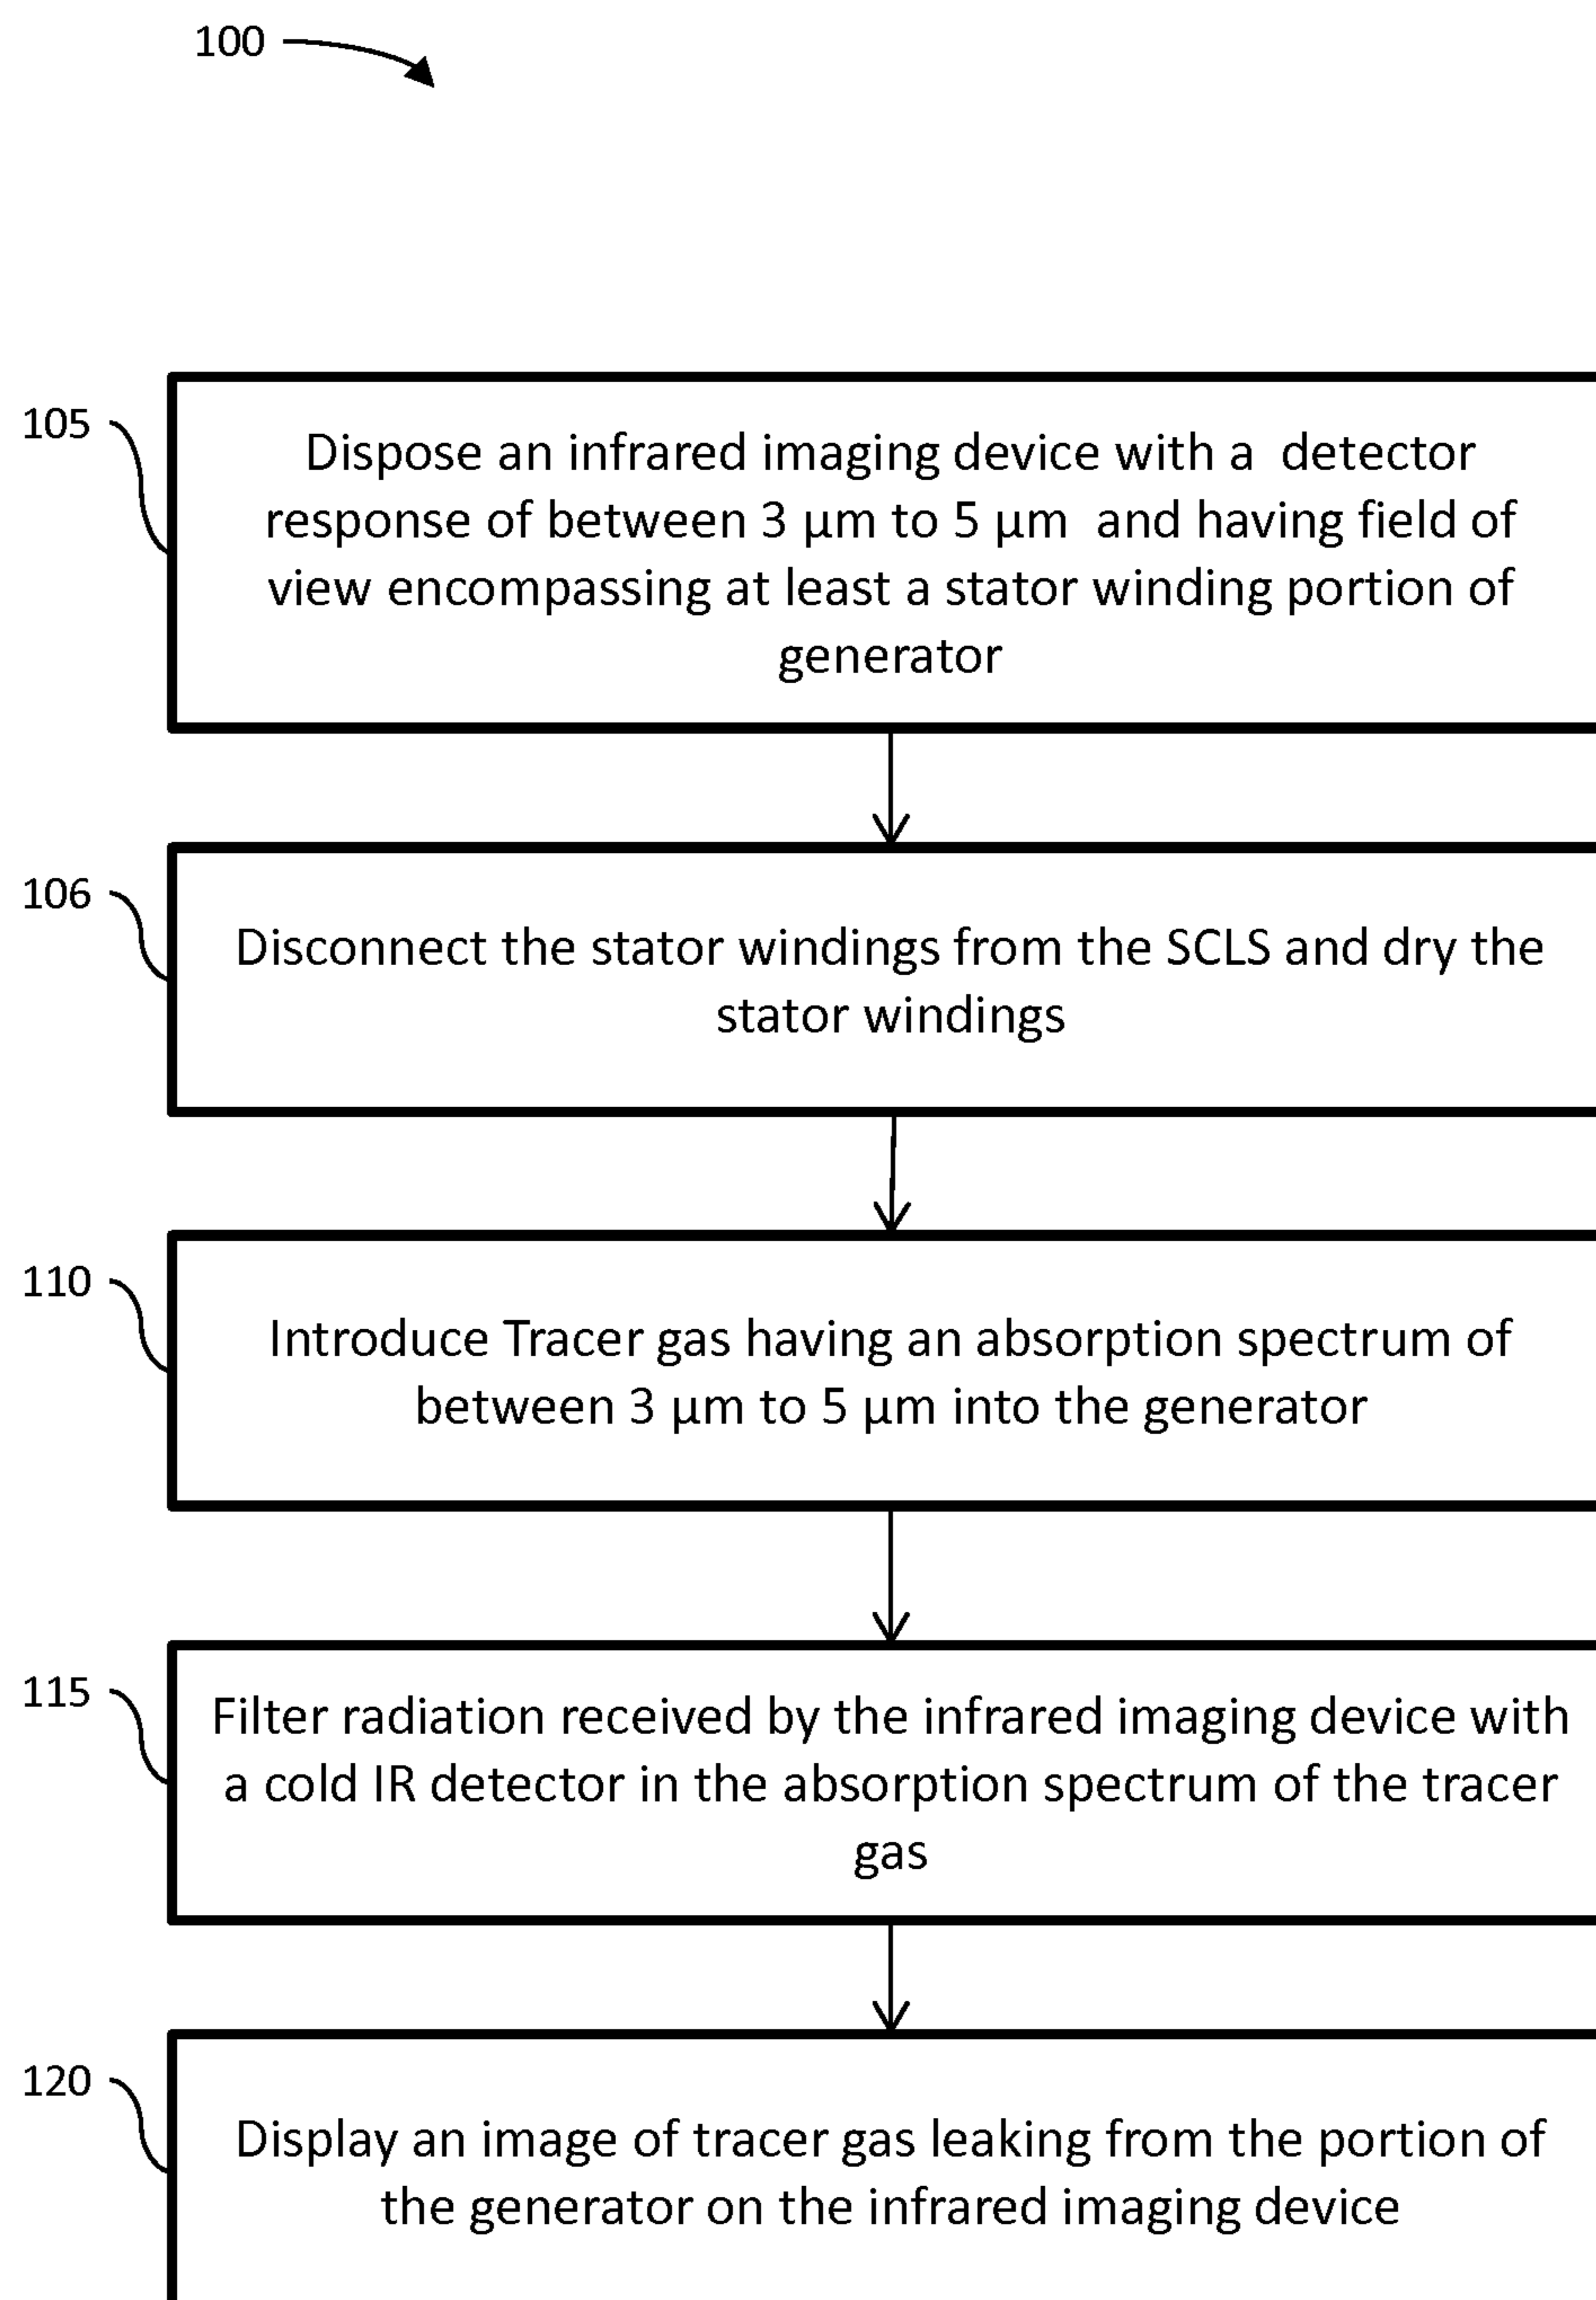 100
105
Dispose an infrared imaging device with a detector
response of between 3 µm to 5 µm and having field of
view encompassing at least a stator winding portion of
generator
106
Disconnect the stator windings from the SCLS and dry the
stator windings
110
Introduce Tracer gas having an absorption spectrum of
between 3 µm to 5 µm into the generator
115
Filter radiation received by the infrared imaging device with
a cold IR detector in the absorption spectrum of the tracer
gas
120
Display an image of tracer gas leaking from the portion of
the generator on the infrared imaging device